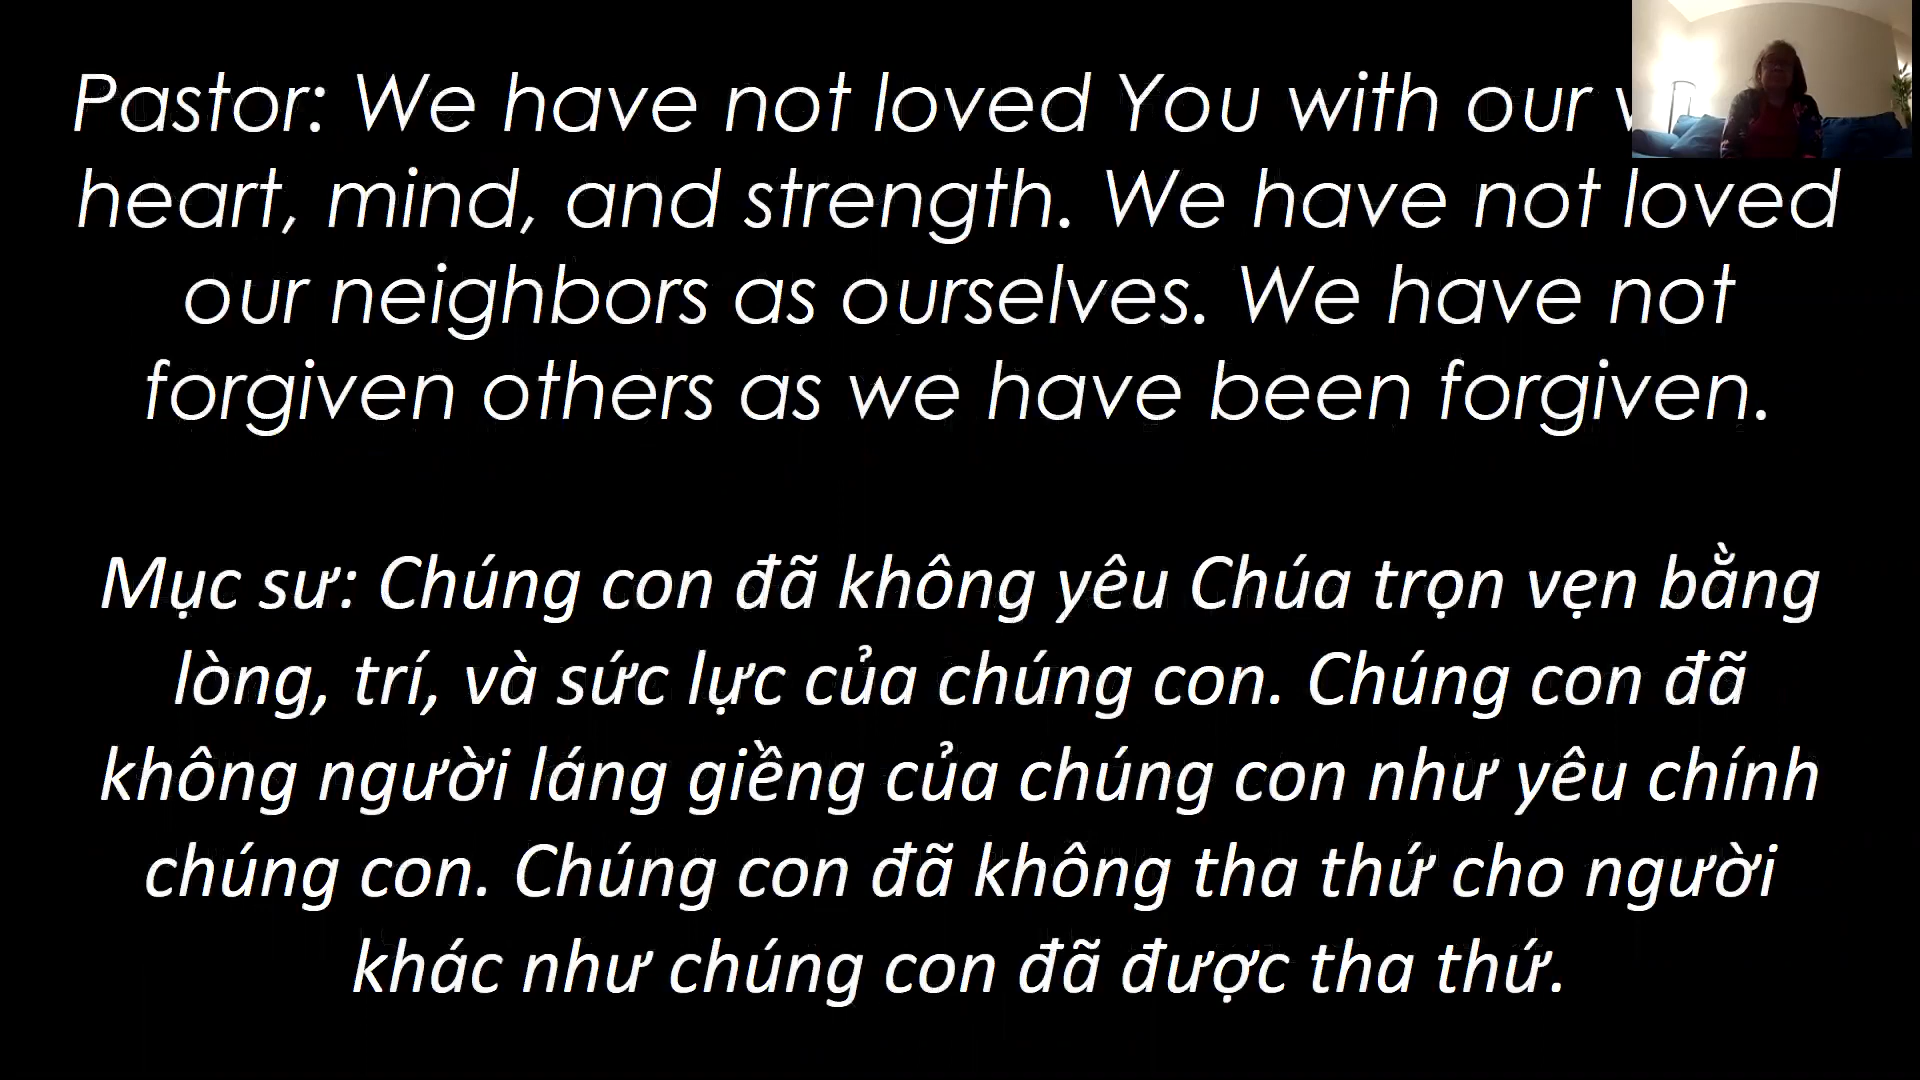 Pastor: We have not loved You with our
heart, mind, and strength. We have not loved
our neighbors as ourselves. We have not
forgiven others as we have been forgiven.
Mục sư: Chúng con đã không yêu Chúa trọn vẹn bằng
lòng, trí, và sức lực của chúng con. Chúng con đã
không người láng giềng của chúng con như yêu chính
chúng con. Chúng con đã không tha thứ cho người
khác như chúng con đã được tha thứ.